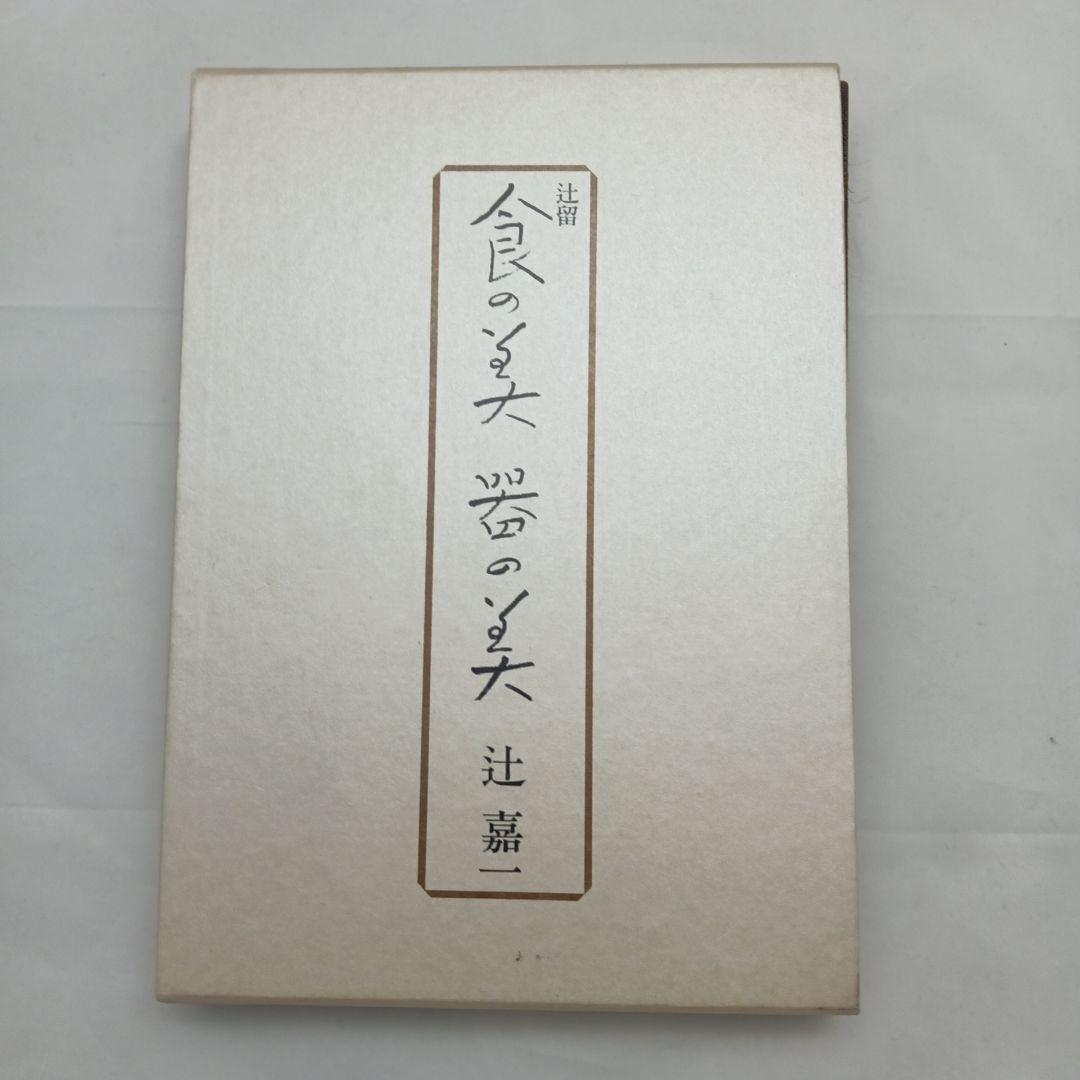 辻留
食の美 器の美
辻嘉一